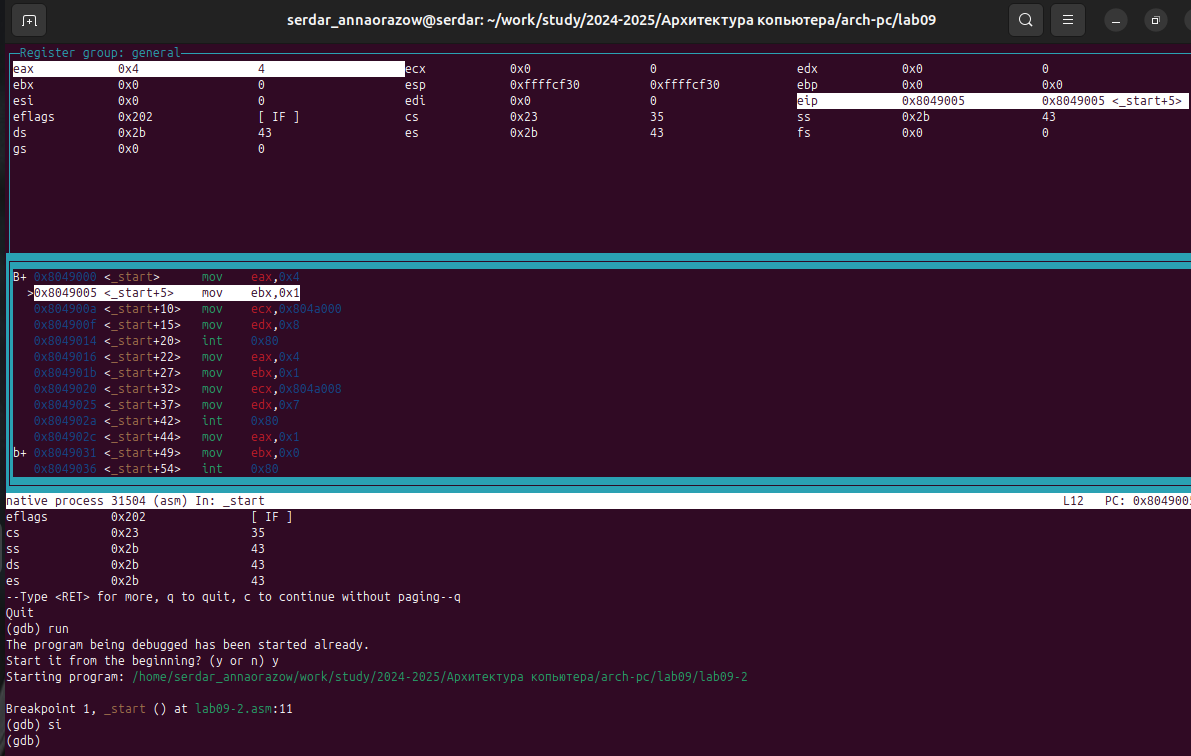 serdar_annaorazow@serdar: ~/work/study/2024-2025/Архитектура копьютера/arch-pc/lab09
Register group: general
eax 0x4 4 ecx 0x0 0 edx 0x0 0
ebx 0x0 0 esp 0xffffcf30 0xffffcf30 ebp 0x0 0x0
esi 0x0 0 edi 0x0 0 eip 0x8049005 0x8049005 <_start+5>
eflags 0x202 [ IF ] cs 0x23 35 ss 0x2b 43
ds 0x2b 43 es 0x2b 43 fs 0x0 0
gs 0x0 0
B+ 0x8049000 <_start> mov eax,0x4
>0x8049005 <_start+5> mov ebx,0x1
0x804900a <_start+10> mov ecx,0x804a000
0x804900f <_start+15> mov edx,0x8
0x8049014 <_start+20> int 0x80
0x8049016 <_start+22> mov eax,0x4
0x804901b <_start+27> mov ebx,0x1
0x8049020 <_start+32> mov ecx,0x804a008
0x8049025 <_start+37> mov edx,0x7
0x804902a <_start+42> int 0x80
0x804902c <_start+44> mov eax,0x1
b+ 0x8049031 <_start+49> mov ebx,0x0
0x8049036 <_start+54> int 0x80
native process 31504 (asm) In: _start L12 PC: 0x8049005
eflags 0x202 [ IF ]
cs 0x23 35
ss 0x2b 43
ds 0x2b 43
es 0x2b 43
--Type <RET> for more, q to quit, c to continue without paging--q
Quit
(gdb) run
The program being debugged has been started already.
Start it from the beginning? (y or n) y
Starting program: /home/serdar_annaorazow/work/study/2024-2025/Архитектура копьютера/arch-pc/lab09/lab09-2
Breakpoint 1, _start () at lab09-2.asm:11
(gdb) si
(gdb)